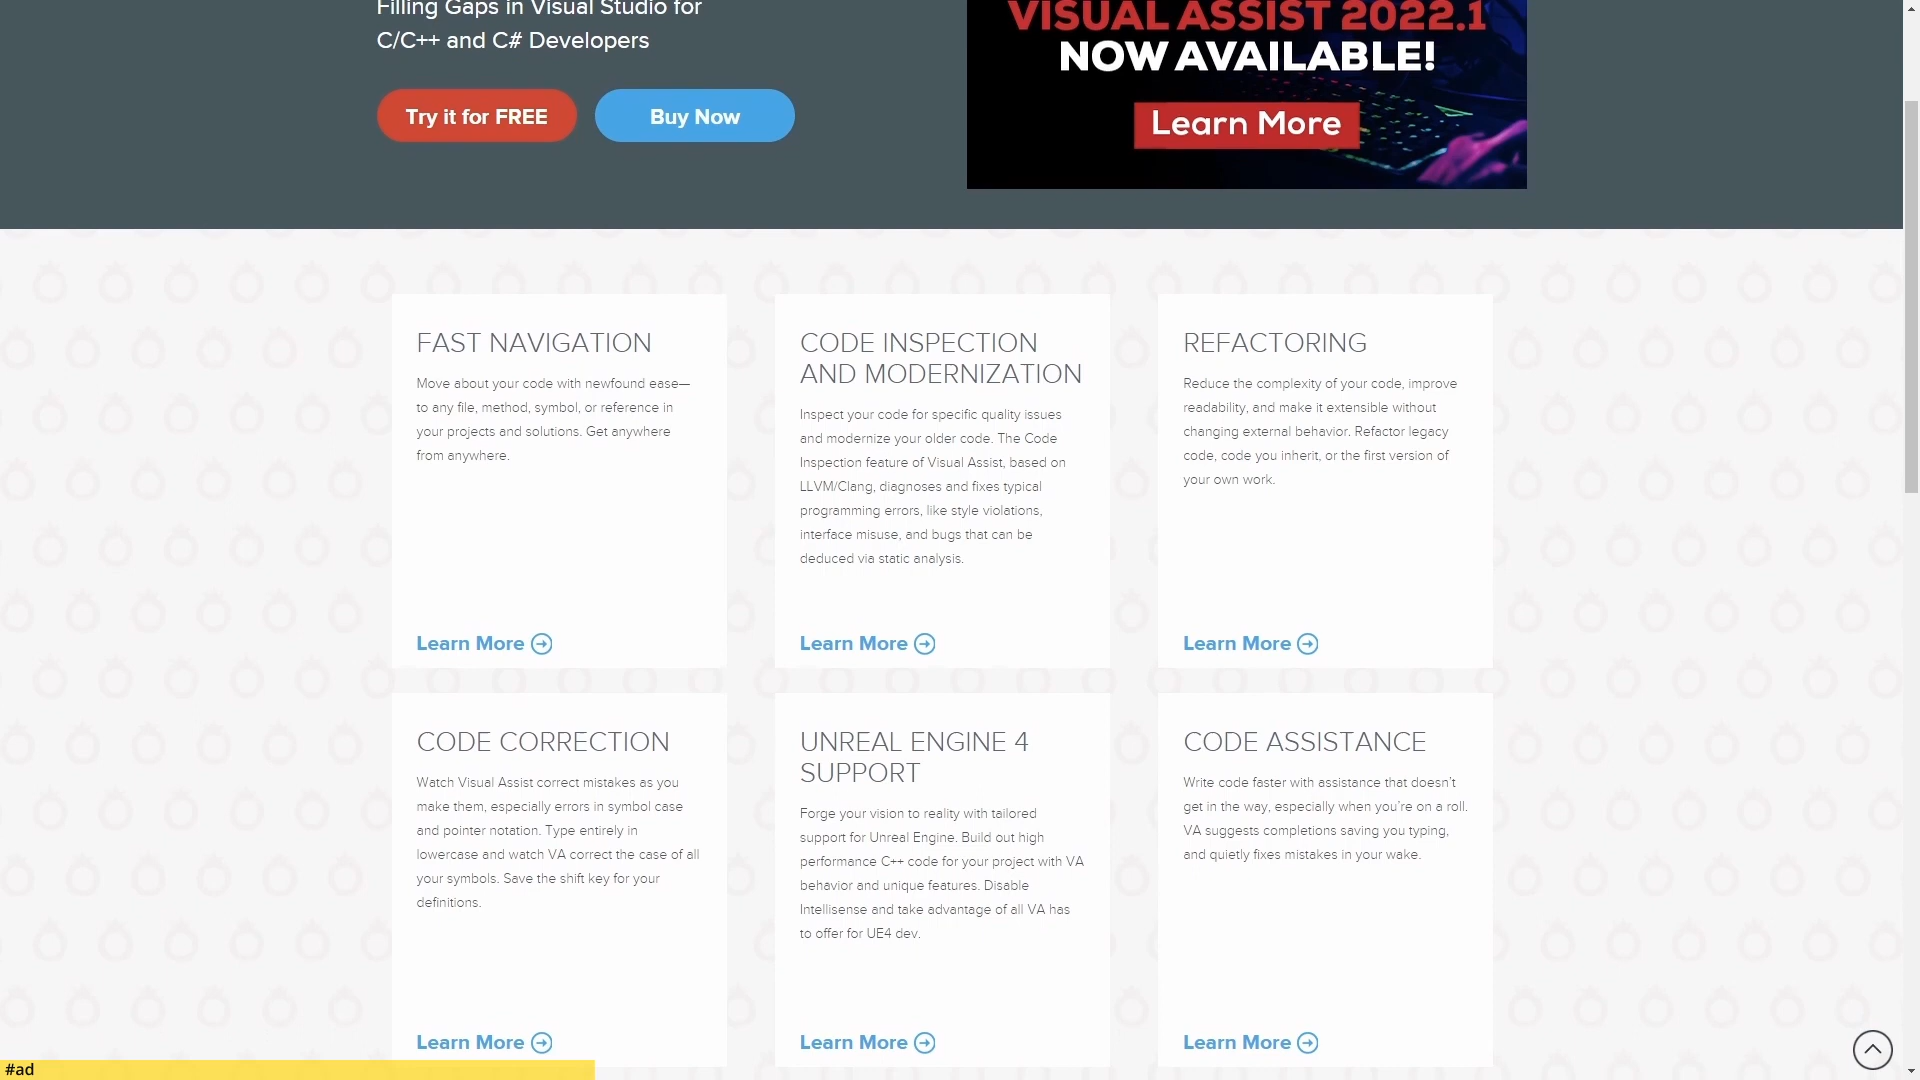 Filling Gaps in Visual Studio for
C/C++ and C# Developers
Try it for FREE
Buy Now
VISUAL ASSIST 2022.1
NOW AVAILABLE!
Learn More
FAST NAVIGATION
Move about your code with newfound ease—
to any file, method, symbol, or reference in
your projects and solutions. Get anywhere
from anywhere.
Learn More
CODE INSPECTION
AND MODERNIZATION
Inspect your code for specific quality issues
and modernize your older code. The Code
Inspection feature of Visual Assist, based on
LLVM/Clang, diagnoses and fixes typical
programming errors, like style violations,
interface misuse, and bugs that can be
deduced via static analysis.
Learn More
REFACTORING
Reduce the complexity of your code, improve
readability, and make it extensible without
changing external behavior. Refactor legacy
code, code you inherit, or the first version of
your own work.
Learn More
CODE CORRECTION
Watch Visual Assist correct mistakes as you
make them, especially errors in symbol case
and pointer notation. Type entirely in
lowercase and watch VA correct the case of all
your symbols. Save the shift key for your
definitions.
Learn More
UNREAL ENGINE 4
SUPPORT
Forge your vision to reality with tailored
support for Unreal Engine. Build out high
performance C++ code for your project with VA
behavior and unique features. Disable
Intellisense and take advantage of all VA has
to offer for UE4 dev.
Learn More
CODE ASSISTANCE
Write code faster with assistance that doesn't
get in the way, especially when you're on a roll.
VA suggests completions saving you typing,
and quietly fixes mistakes in your wake.
Learn More
#ad